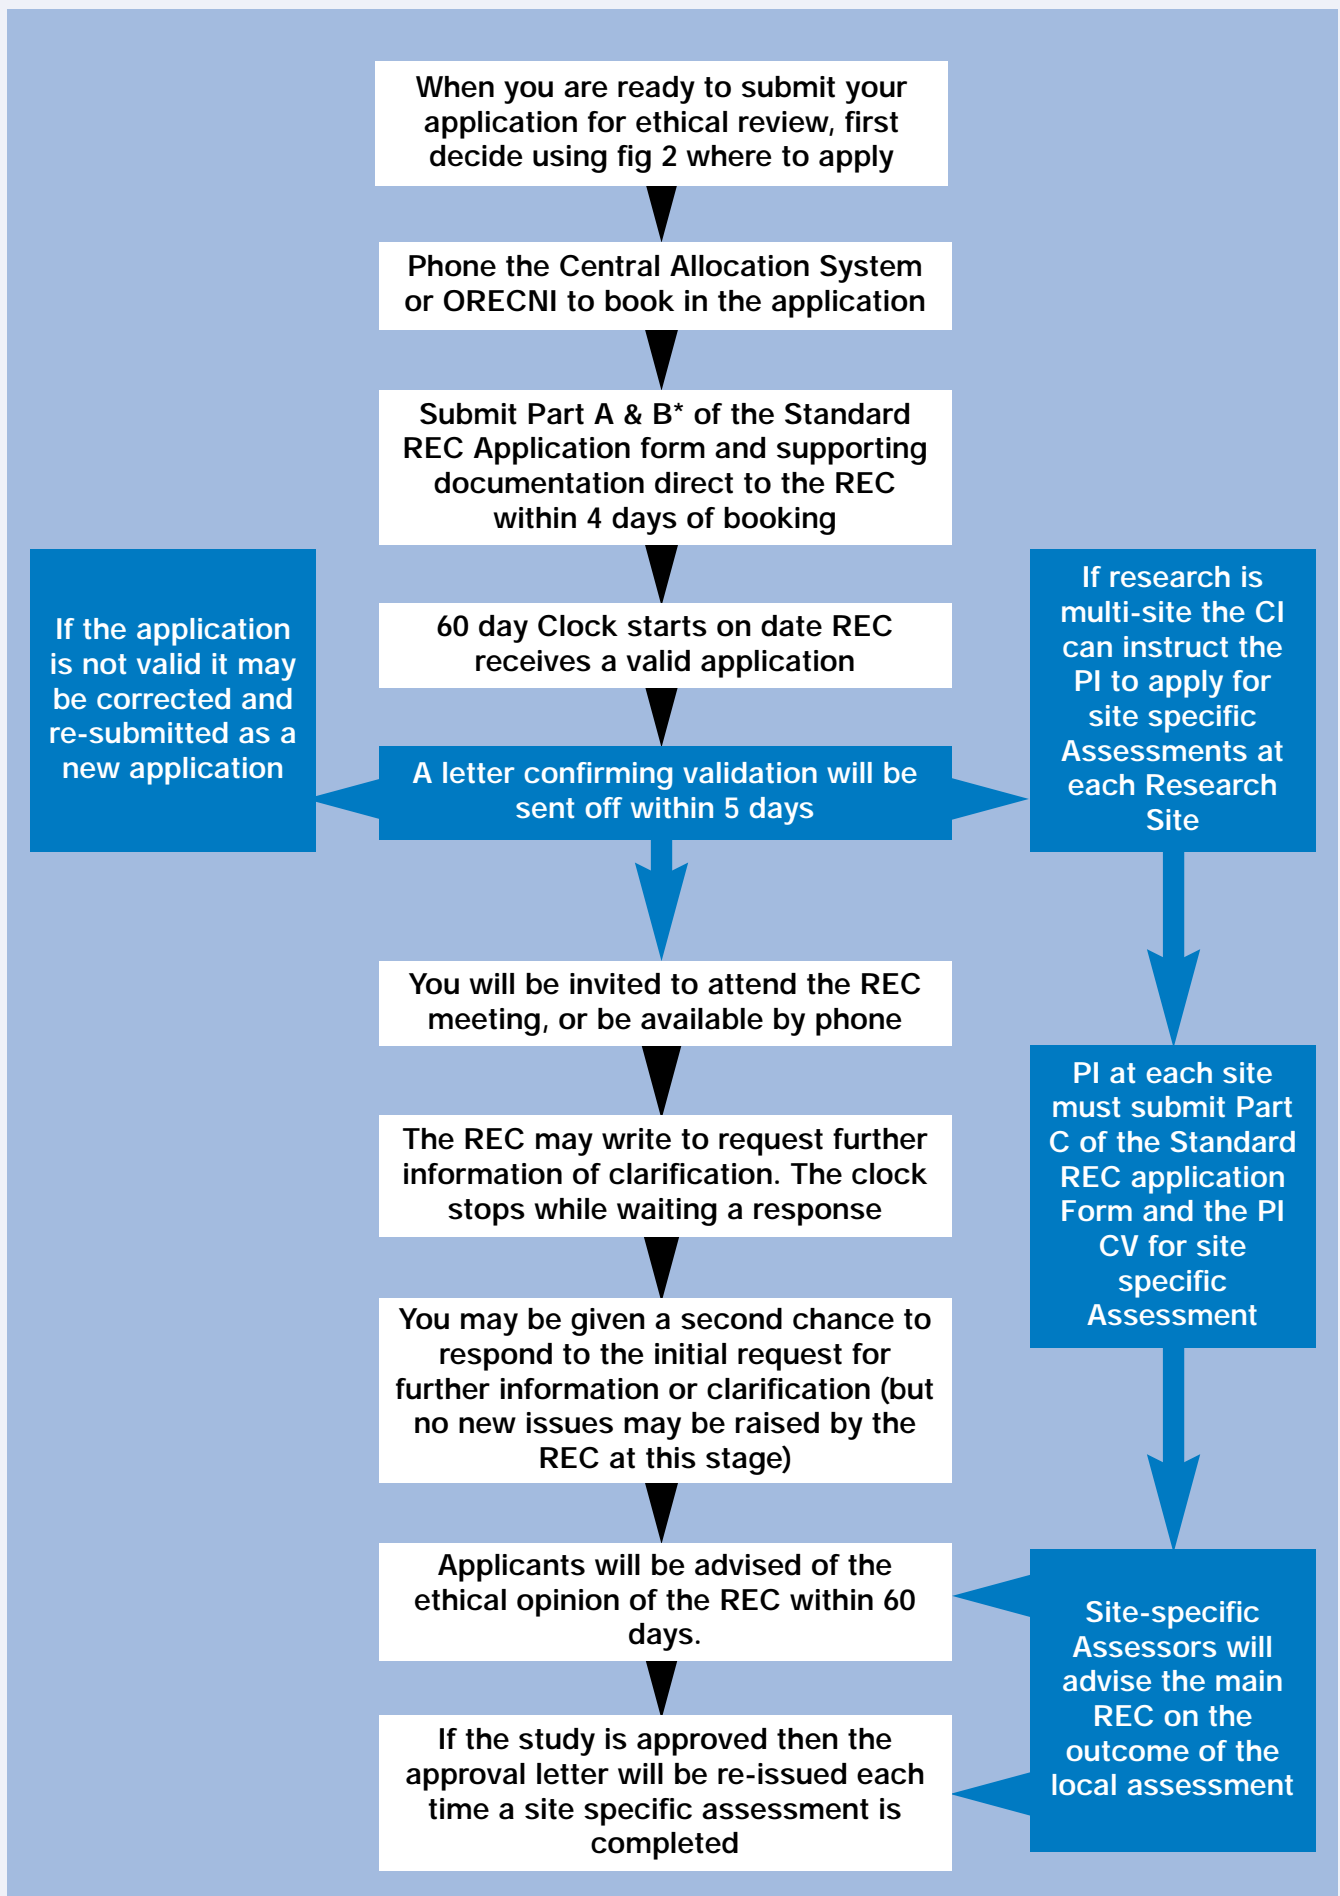 When you are ready to submit your
application for ethical review, first
decide using fig 2 where to apply
Phone the Central Allocation System
or ORECNI to book in the application
Submit Part A & B* of the Standard
REC Application form and supporting
documentation direct to the REC
within 4 days of booking
60 day Clock starts on date REC
receives a valid application
If the application
is not valid it may
be corrected and
re-submitted as a
new application
A letter confirming validation will be
sent off within 5 days
If research is
multi-site the CI
can instruct the
PI to apply for
site specific
Assessments at
each Research
Site
You will be invited to attend the REC
meeting, or be available by phone
The REC may write to request further
information of clarification. The clock
stops while waiting a response
PI at each site
must submit Part
C of the Standard
REC application
Form and the PI
CV for site
specific
Assessment
You may be given a second chance to
respond to the initial request for
further information or clarification (but
no new issues may be raised by the
REC at this stage)
Applicants will be advised of the
ethical opinion of the REC within 60
days.
Site-specific
Assessors will
advise the main
REC on the
outcome of the
local assessment
If the study is approved then the
approval letter will be re-issued each
time a site specific assessment is
completed